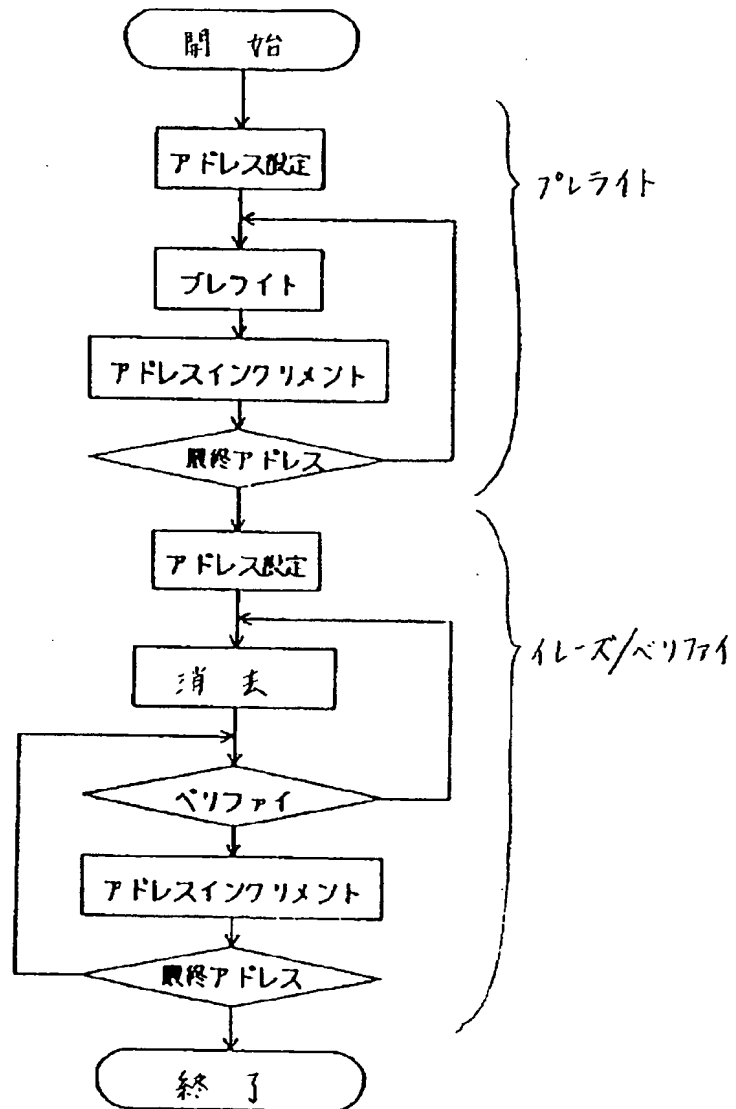 開始
アドレス設定
プレライト
プレライト
アドレスインクリメント
最終アドレス
アドレス設定
消去
イレーズ/ベリファイ
ベリファイ
アドレスインクリメント
最終アドレス
終了